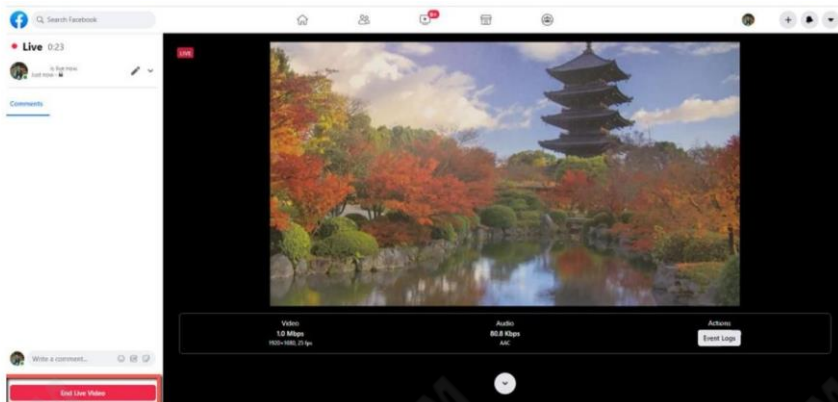 Search Facebook
8+
Live 0:23
is live now.
Just now
Comments
LIVE
Video
1.0 Mbps
1920×1080, 25 fps
Audio
80.8 Kbps
AAC
Actions
Event Logs
Write a comment...
End Live Video